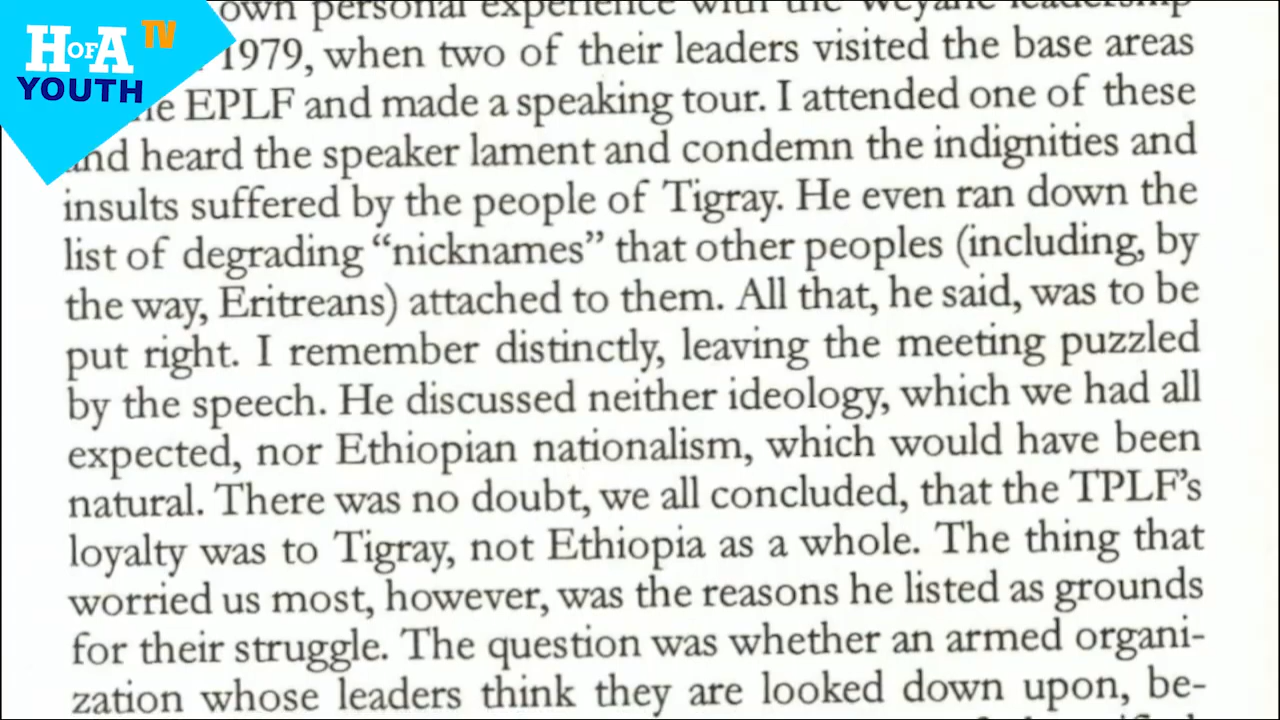 HOFA TV
YOUTH
own personal experience with the Weyane leadership
1979, when two of their leaders visited the base areas
EPLF and made a speaking tour. I attended one of these
and heard the speaker lament and condemn the indignities and
insults suffered by the people of Tigray. He even ran down the
list of degrading “nicknames” that other peoples (including, by
the way, Eritreans) attached to them. All that, he said, was to be
put right. I remember distinctly, leaving the meeting puzzled
by the speech. He discussed neither ideology, which we had all
expected, nor Ethiopian nationalism, which would have been
natural. There was no doubt, we all concluded, that the TPLF’s
loyalty was to Tigray, not Ethiopia as a whole. The thing that
worried us most, however, was the reasons he listed as grounds
for their struggle. The question was whether an armed organi-
zation whose leaders think they are looked down upon, be-